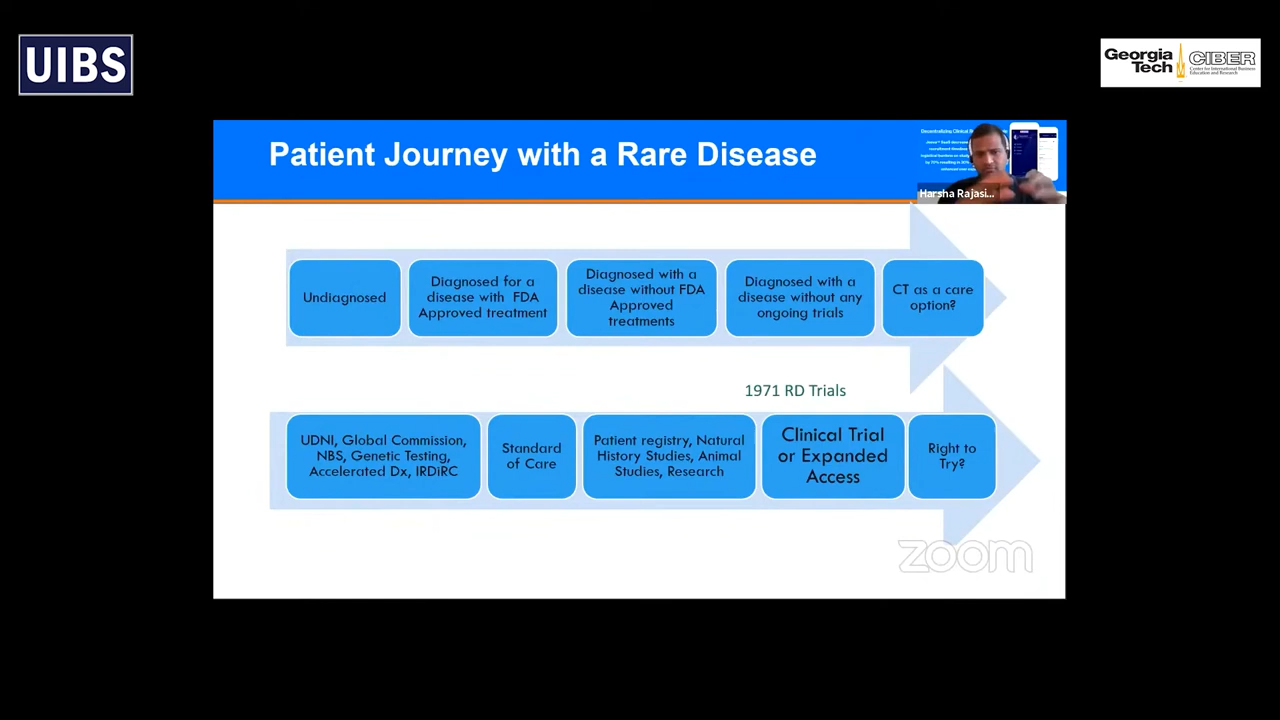 UIBS
Georgia
Tech
CIBER
Center for International Business
Education and Research
Patient Journey with a Rare Disease
Decentralizing Clinical
Harsha Rajasi...
Undiagnosed
Diagnosed for a
disease with FDA
Approved treatment
Diagnosed with a
disease without FDA
Approved
treatments
Diagnosed with a
disease without any
ongoing trials
CT as a care
option?
1971 RD Trials
UDNI, Global Commission,
NBS, Genetic Testing,
Accelerated Dx, IRDiRC
Standard
of Care
Patient registry, Natural
History Studies, Animal
Studies, Research
Clinical Trial
or Expanded
Access
Right to
Try?
zoom